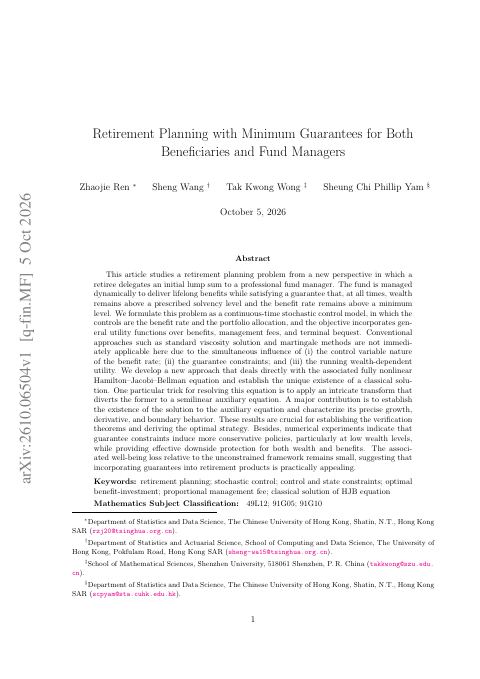 Retirement Planning with Minimum Guarantees for Both
Beneficiaries and Fund Managers
Zhaojie Ren * Sheng Wang † Tak Kwong Wong ‡ Sheung Chi Phillip Yam §
October 5, 2026
Abstract
This article studies a retirement planning problem from a new perspective in which a
retiree delegates an initial lump sum to a professional fund manager. The fund is managed
dynamically to deliver lifelong benefits while satisfying a guarantee that, at all times, wealth
remains above a prescribed solvency level and the benefit rate remains above a minimum
level. We formulate this problem as a continuous-time stochastic control model, in which
the controls are the benefit rate and the portfolio allocation, and the objective incorporates gen-
eral utility functions over benefits, management fees, and terminal bequest. Conventional
approaches such as standard viscosity solution and martingale methods are not immedi-
ately applicable here due to the simultaneous influence of (i) the control variable nature
of the benefit rate; (ii) the guarantee constraints; and (iii) the running wealth-dependent
utility. We develop a new approach that deals directly with the associated fully nonlinear
Hamilton–Jacobi–Bellman equation and establish the unique existence of a classical solu-
tion. One particular trick for resolving this equation is to apply an intricate transform that
diverts the former to a semilinear auxiliary equation. A major contribution is to establish
the existence of the solution to the auxiliary equation and characterize its precise growth,
derivative, and boundary behavior. These results are crucial for establishing the verification
theorems and deriving the optimal strategy. Besides, numerical experiments indicate that
guarantee constraints induce more conservative policies, particularly at low wealth levels,
while providing effective downside protection for both wealth and benefits. The associ-
ated well-being loss relative to the unconstrained framework remains small, suggesting that
incorporating guarantees into retirement products is practically appealing.
Keywords: retirement planning; stochastic control; control and state constraints; optimal
benefit-investment; proportional management fee; classical solution of HJB equation
Mathematics Subject Classification: 49L12; 91G05; 91G10
*Department of Statistics and Data Science, The Chinese University of Hong Kong, Shatin, N.T., Hong Kong
SAR (rzj20@tsinghua.org.cn).
†Department of Statistics and Actuarial Science, School of Computing and Data Science, The University of
Hong Kong, Pokfulam Road, Hong Kong SAR (sheng-wa15@tsinghua.org.cn).
‡School of Mathematical Sciences, Shenzhen University, 518061 Shenzhen, P. R. China (takkwong@szu.edu.
cn).
§Department of Statistics and Data Science, The Chinese University of Hong Kong, Shatin, N.T., Hong Kong
SAR (scpyam@sta.cuhk.edu.hk).
1
arXiv:2610.06504v1 [q-fin.MF] 5 Oct 2026